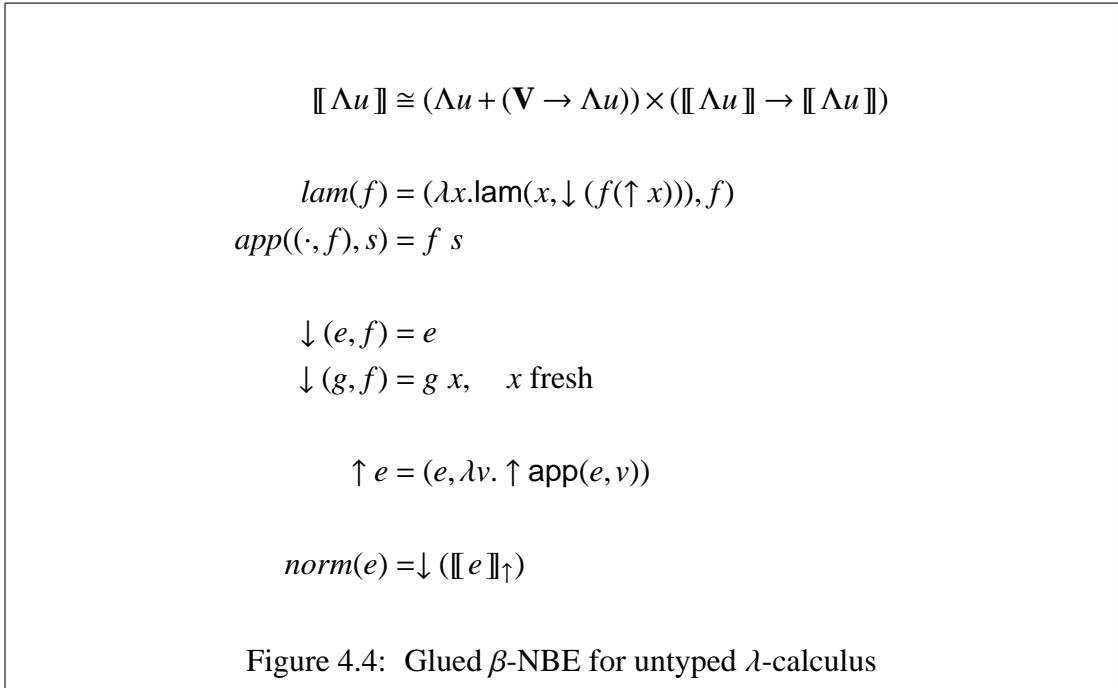 ⟦ Λu ⟧ ≅ (Λu + (V → Λu)) × (⟦ Λu ⟧ → ⟦ Λu ⟧)
lam(f) = (λx.lam(x, ↓ (f(↑ x))), f)
app((·, f), s) = f s
↓ (e, f) = e
↓ (g, f) = g x, x fresh
↑ e = (e, λv. ↑ app(e, v))
norm(e) =↓ (⟦ e ⟧↑)
Figure 4.4: Glued β-NBE for untyped λ-calculus